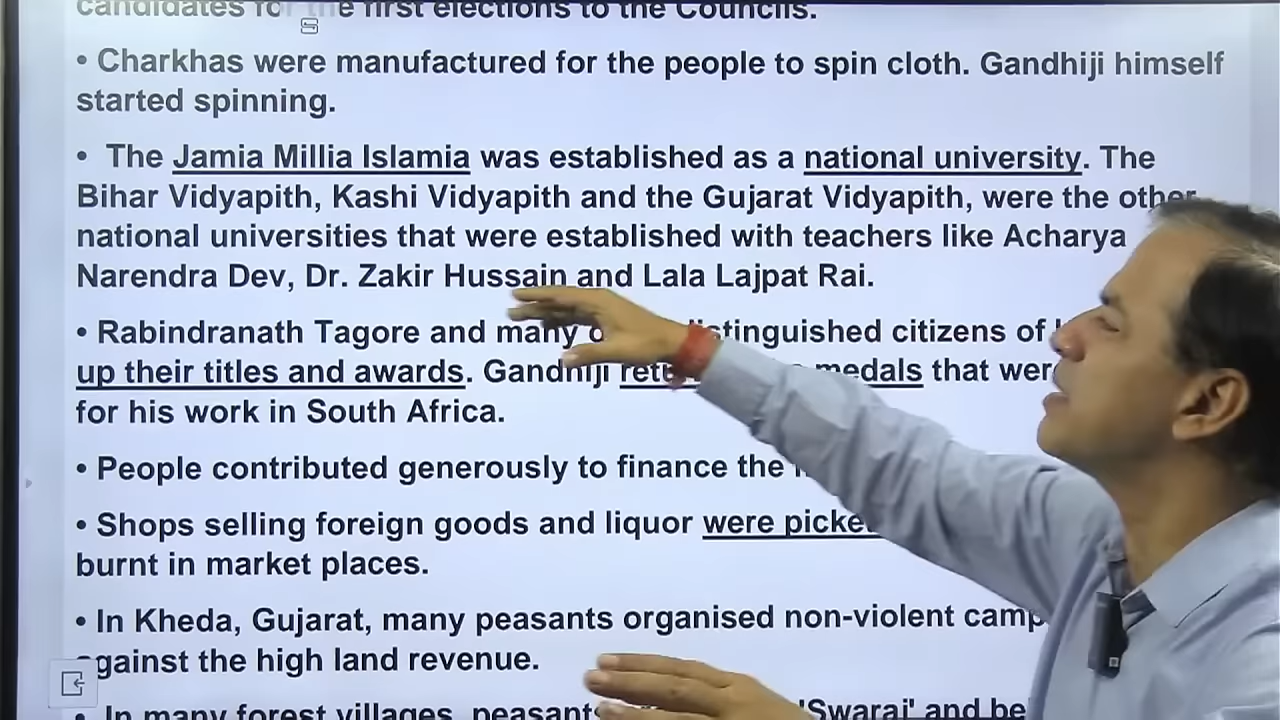 candidates for the first elections to the Councils.
• Charkhas were manufactured for the people to spin cloth. Gandhiji himself
started spinning.
• The Jamia Millia Islamia was established as a national university. The
Bihar Vidyapith, Kashi Vidyapith and the Gujarat Vidyapith, were the other
national universities that were established with teachers like Acharya
Narendra Dev, Dr. Zakir Hussain and Lala Lajpat Rai.
• Rabindranath Tagore and many distinguished citizens of
up their titles and awards. Gandhiji medals that were
for his work in South Africa.
• People contributed generously to finance the
• Shops selling foreign goods and liquor were
burnt in market places.
• In Kheda, Gujarat, many peasants organised non-violent
against the high land revenue.
• In many forest villages, peasants 'Swaraj' and